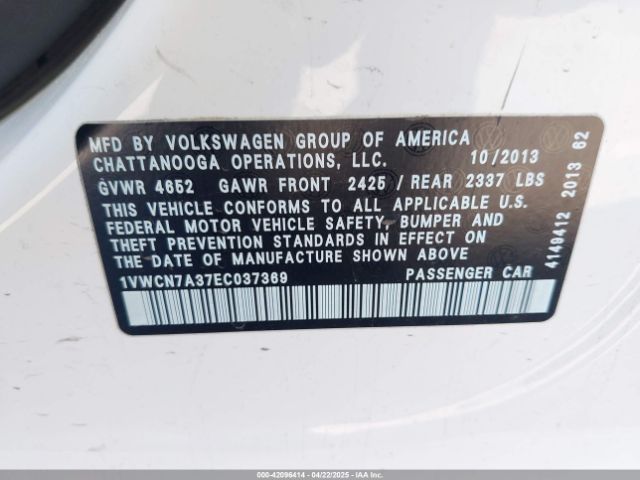 MFD BY VOLKSWAGEN GROUP OF AMERICA
CHATTANOOGA OPERATIONS, LLC. 10/2013
GVWR 4652 GAWR FRONT 2425/REAR 2337 LBS
THIS VEHICLE CONFORMS TO ALL APPLICABLE U.S.
FEDERAL MOTOR VEHICLE SAFETY, BUMPER AND
THEFT PREVENTION STANDARDS IN EFFECT ON
THE DATE OF MANUFACTURE SHOWN ABOVE.
1VWCN7A37EC037369 PASSENGER CAR
4149412 2013 62
000-42096414 - 04/22/2025 - IAAI.COM